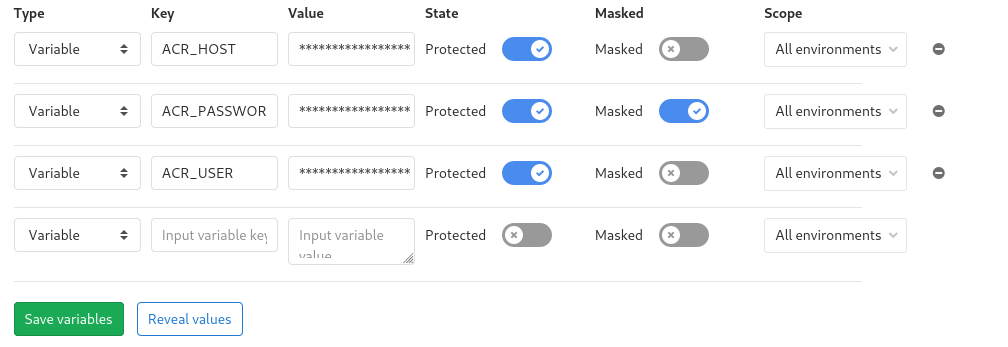 Type Key Value State Masked Scope
Variable ACR_HOST ***************** Protected Masked All environments
Variable ACR_PASSWOR ***************** Protected Masked All environments
Variable ACR_USER ***************** Protected Masked All environments
Variable Input variable key Input variable value Protected Masked All environments
Save variables Reveal values